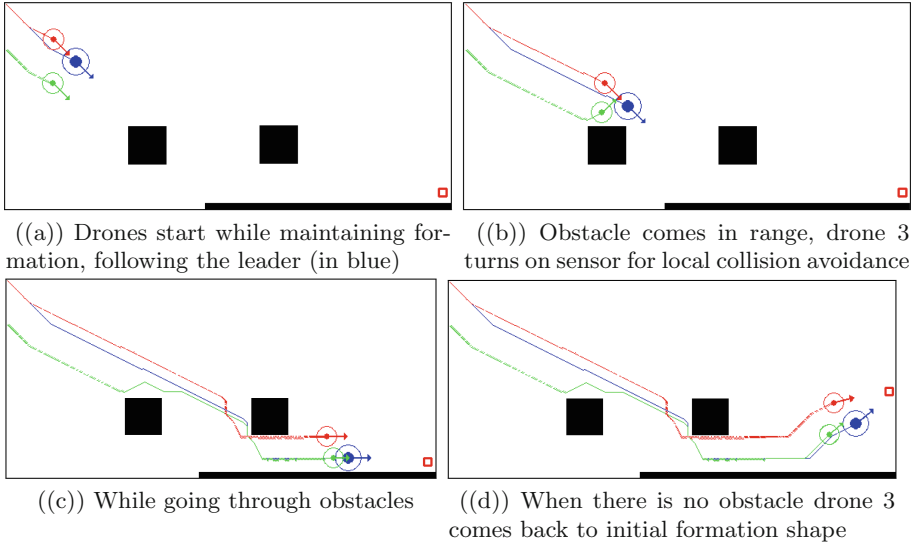 ((a)) Drones start while maintaining for-
mation, following the leader (in blue)
((b)) Obstacle comes in range, drone 3
turns on sensor for local collision avoidance
((c)) While going through obstacles
((d)) When there is no obstacle drone 3
comes back to initial formation shape